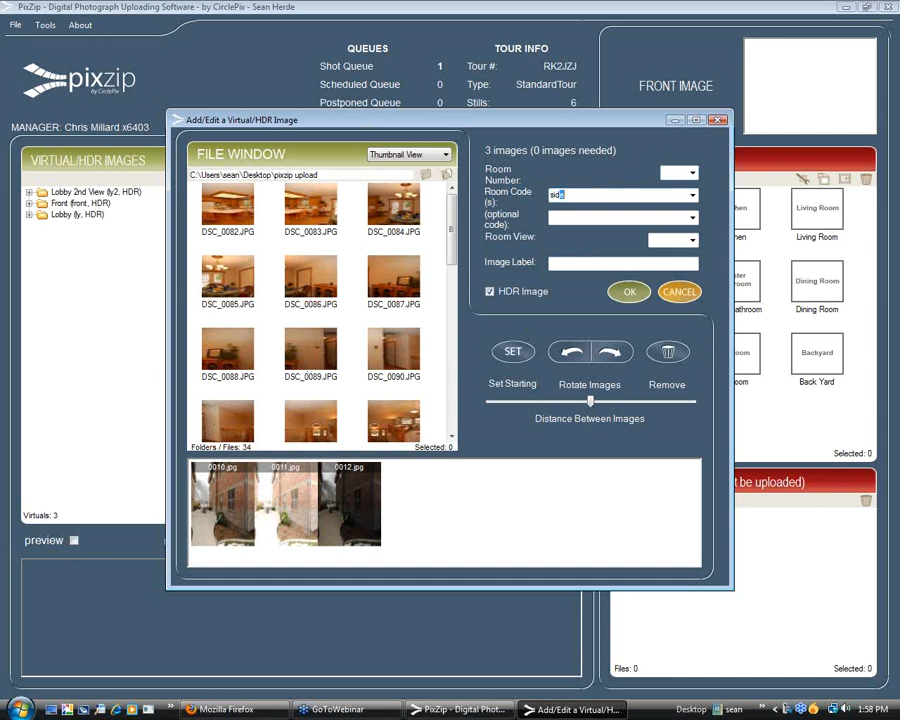 PixZip - Digital Photograph Uploading Software - by CirclePix - Sean Herde
File Tools About
QUEUES
Shot Queue 1
Scheduled Queue 0
Postponed Queue 0
TOUR INFO
Tour #: RK2JZJ
Type: StandardTour
Stills: 6
FRONT IMAGE
pixzip
by CirclePix
MANAGER: Chris Millard x6403
VIRTUAL/HDR IMAGES
Lobby 2nd View (ly2, HDR)
Front (front, HDR)
Lobby (ly, HDR)
Virtuals: 3
preview
Add/Edit a Virtual/HDR Image
FILE WINDOW
Thumbnail View
C:\Users\sean\Desktop\pixzip upload
DSC_0082.JPG DSC_0083.JPG DSC_0084.JPG
DSC_0085.JPG DSC_0086.JPG DSC_0087.JPG
DSC_0088.JPG DSC_0089.JPG DSC_0090.JPG
Folders / Files: 34 Selected: 0
3 images (0 images needed)
Room
Number:
Room Code
(s):
side
(optional
code):
Room View:
Image Label:
HDR Image
OK
CANCEL
SET
Set Starting Rotate Images Remove
Distance Between Images
0010.jpg 0011.jpg 0012.jpg
hen
Living Room
Living Room
ster
throom
Dining Room
athroom
Dining Room
oom
Backyard
oom
Back Yard
Selected: 0
t be uploaded)
Files: 0 Selected: 0
Mozilla Firefox
GoToWebinar
PixZip - Digital Phot...
Add/Edit a Virtual/H...
Desktop
sean
1:58 PM